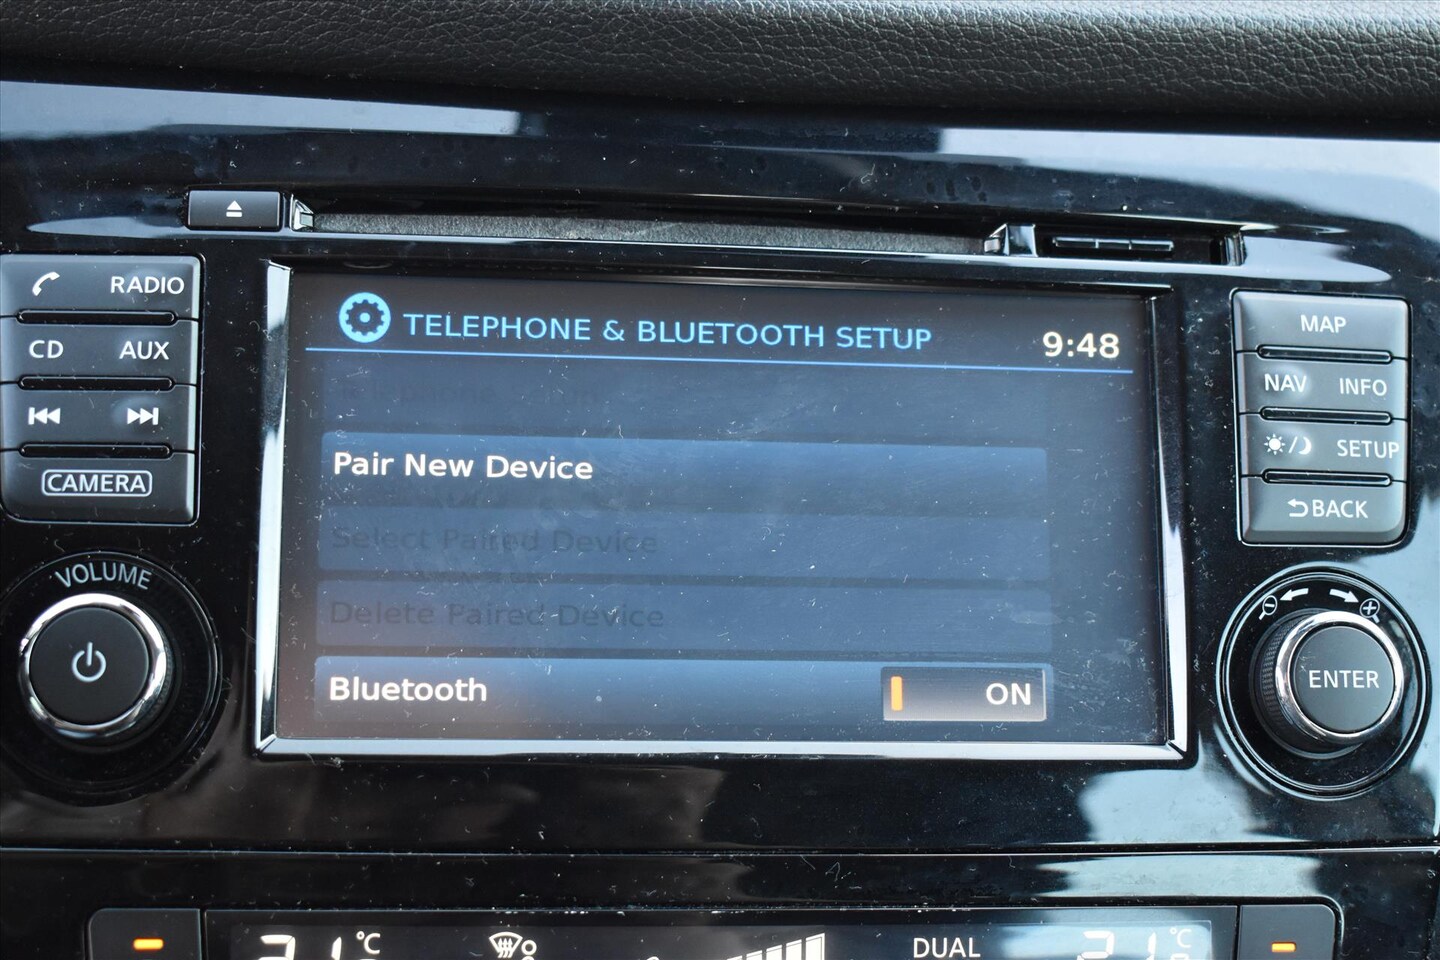 RADIO
CD AUX
CAMERA
VOLUME
TELEPHONE & BLUETOOTH SETUP
9:48
Pair New Device
Select Paired Device
Delete Paired Device
Bluetooth ON
MAP
NAV INFO
SETUP
BACK
ENTER
°C
DUAL
°C